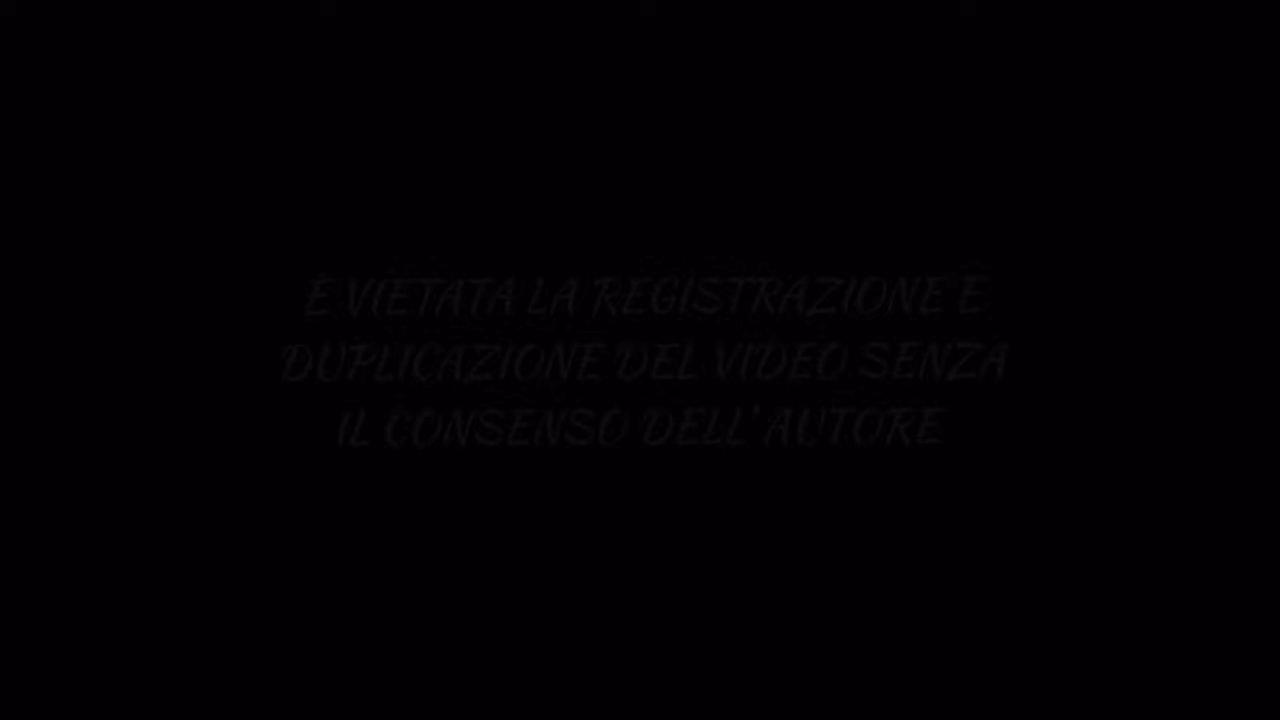 È VIETATA LA REGISTRAZIONE E
DUPLICAZIONE DEL VIDEO SENZA
IL CONSENSO DELL'AUTORE